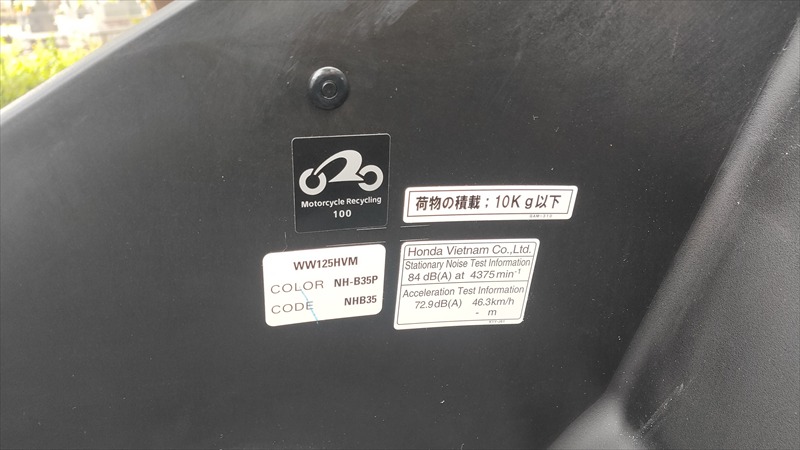 Motorcycle Recycling
100
荷物の積載：10Kg以下
WW125HVM
COLOR NH-B35P
CODE NHB35
Honda Vietnam Co.,Ltd.
Stationary Noise Test Information
84 dB(A) at 4375min⁻¹
Acceleration Test Information
72.9dB(A) 46.3km/h
- m